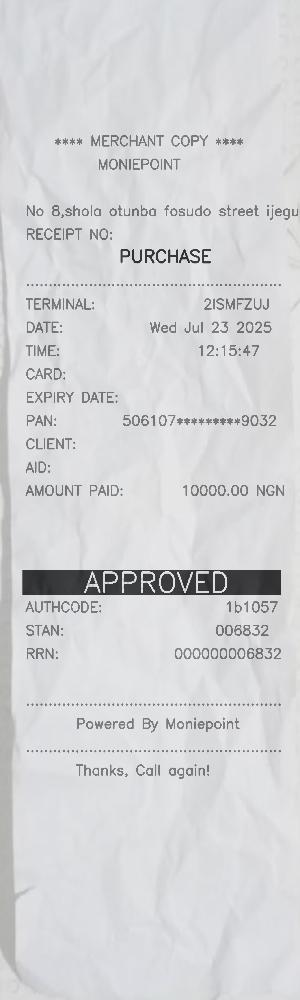 **** MERCHANT COPY ****
MONIEPOINT
No 8,shola otunba fosudo street ijegu
RECEIPT NO:
PURCHASE
TERMINAL: 2ISMFZUJ
DATE: Wed Jul 23 2025
TIME: 12:15:47
CARD:
EXPIRY DATE:
PAN: 506107*********9032
CLIENT:
AID:
AMOUNT PAID: 10000.00 NGN
APPROVED
AUTHCODE: 1b1057
STAN: 006832
RRN: 000000006832
Powered By Moniepoint
Thanks, Call again!